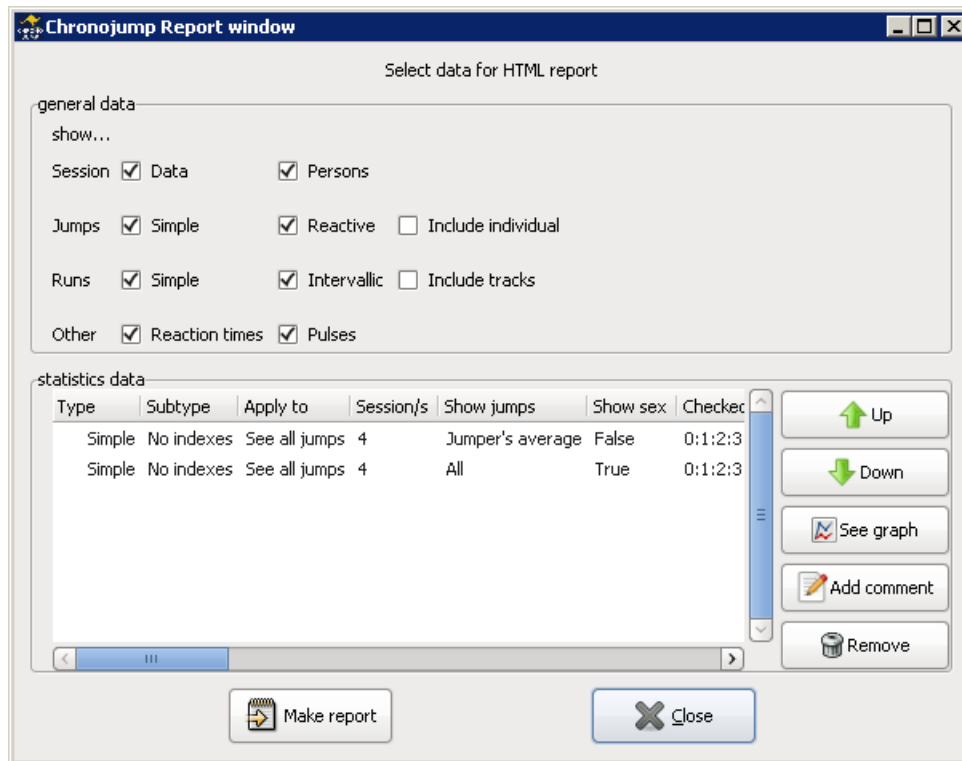 Chronojump Report window
Select data for HTML report
general data
show...
Session Data Persons
Jumps Simple Reactive Include individual
Runs Simple Intervallic Include tracks
Other Reaction times Pulses
statistics data
Type Subtype Apply to Session/s Show jumps Show sex Checked
Simple No indexes See all jumps 4 Jumper's average False 0:1:2:3
Simple No indexes See all jumps 4 All True 0:1:2:3
Up
Down
See graph
Add comment
Remove
Make report Close